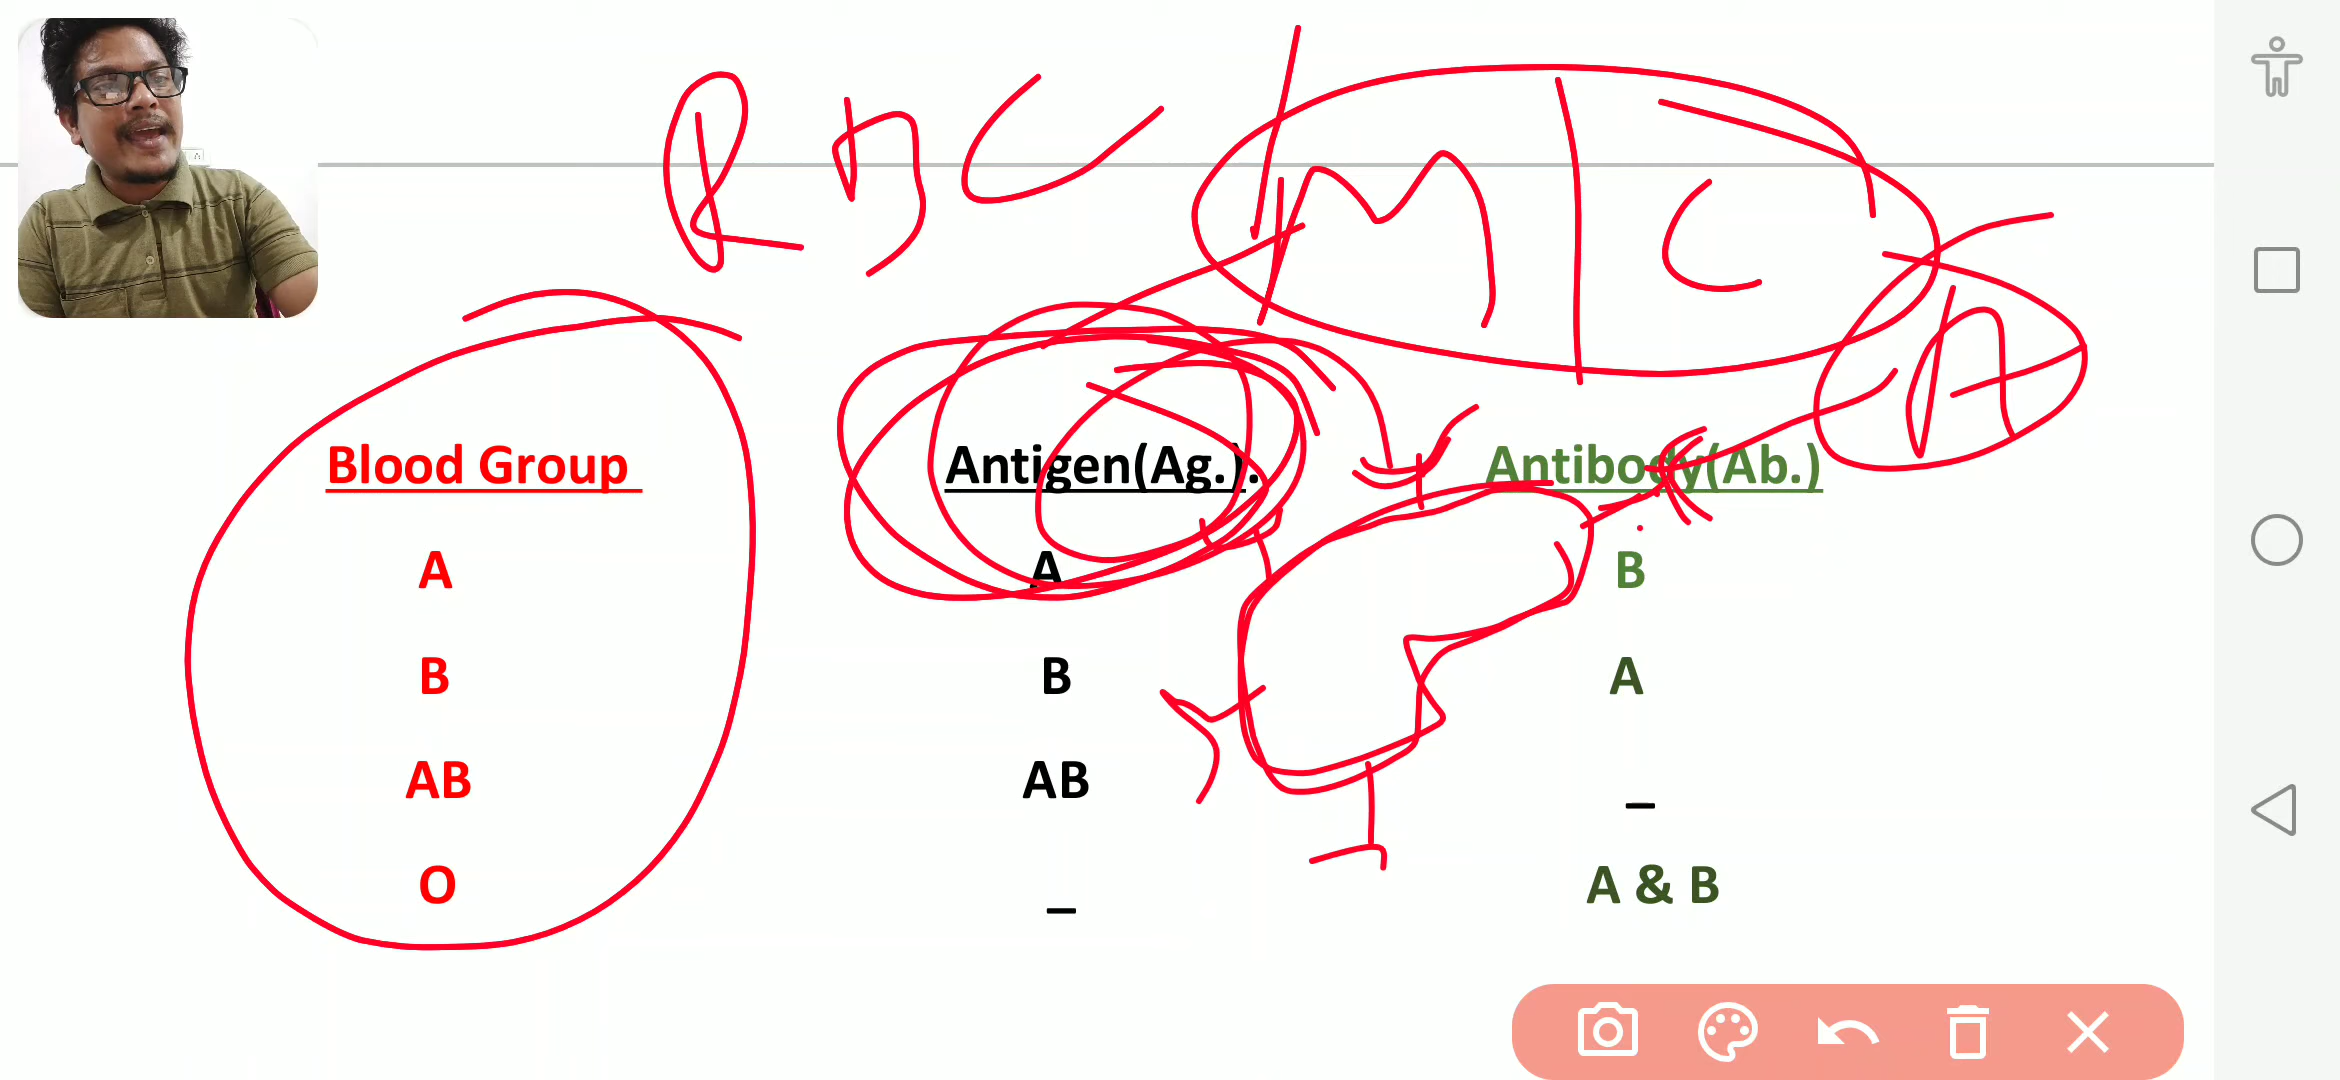 RBC
Blood Group Antigen(Ag.). Antibody(Ab.)
A A B
B B A
AB AB –
O – A & B